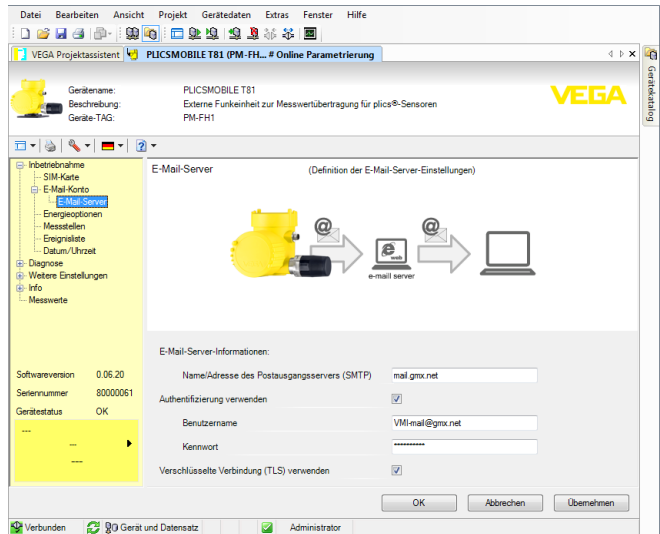 Datei Bearbeiten Ansicht Projekt Gerätedaten Extras Fenster Hilfe
VEGA Projektassistent PLICSMOBILE T81 (PM-FH... # Online Parametrierung
Gerätename: PLICSMOBILE T81
Beschreibung: Externe Funkeinheit zur Messwertübertragung für plics®-Sensoren
Geräte-TAG: PM-FH1
VEGA
Gerätekatalog
Inbetriebnahme
SIM-Karte
E-Mail-Konto
E-Mail-Server
Energieoptionen
Messstellen
Ereignisliste
Datum/Uhrzeit
Diagnose
Weitere Einstellungen
Info
Messwerte
Softwareversion 0.06.20
Seriennummer 80000061
Gerätestatus OK
---
---
----
E-Mail-Server (Definition der E-Mail-Server-Einstellungen)
@ @
e
web
e-maill server
E-Mail-Server-Informationen:
Name/Adresse des Postausgangsservers (SMTP) mail.gmx.net
Authentifizierung verwenden
Benutzername VMI-mail@gmx.net
Kennwort **********
Verschlüsselte Verbindung (TLS) verwenden
OK Abbrechen Übernehmen
Verbunden Gerät und Datensatz Administrator